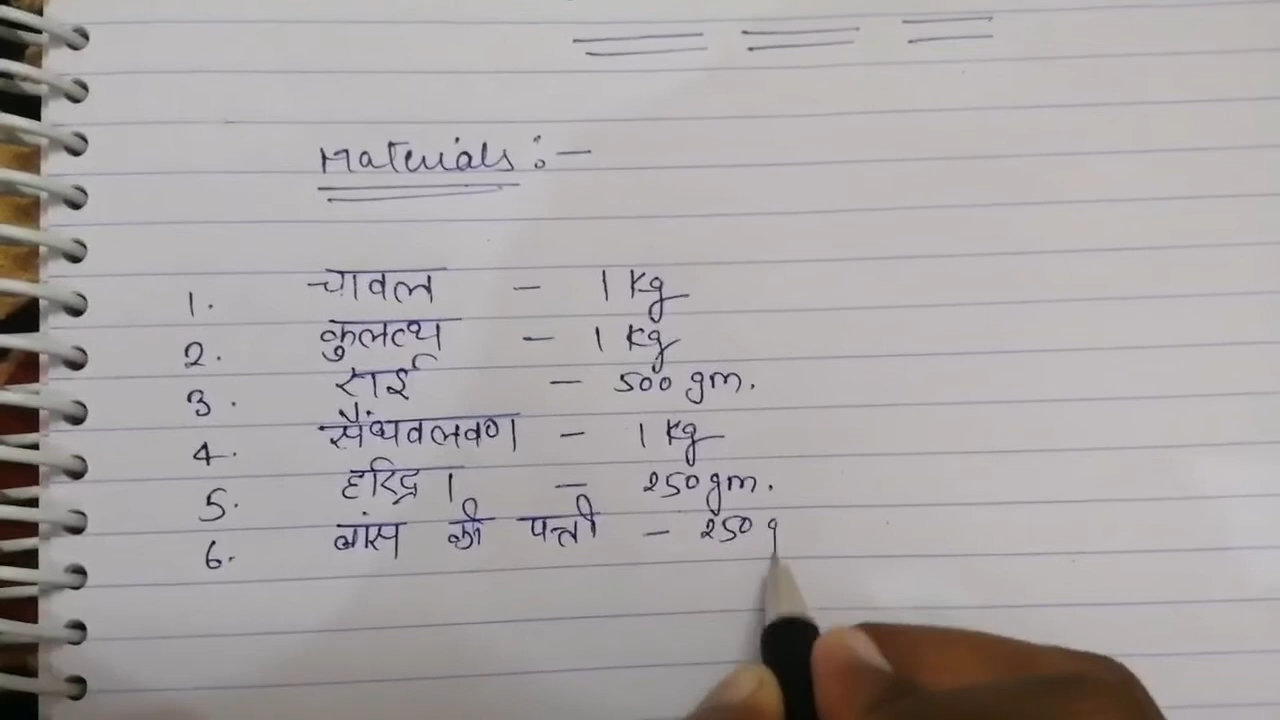 Materials :-
1. चावल - 1 kg
2. कुलत्थ - 1 kg
3. राई - 500 gm.
4. सैंधवलवण - 1 kg
5. हरिद्रा - 250 gm.
6. बांस की पत्ती - 250 g